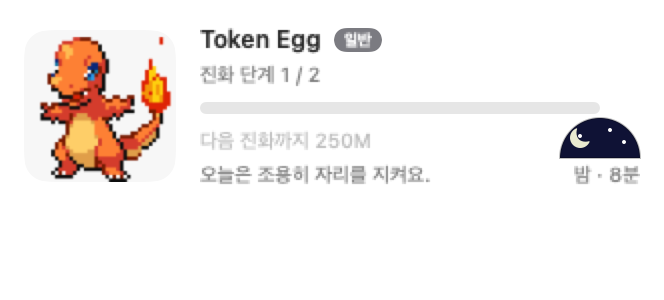 Token Egg 일반
진화 단계 1 / 2
다음 진화까지 250M
오늘은 조용히 자리를 지켜요.
밤 · 8분